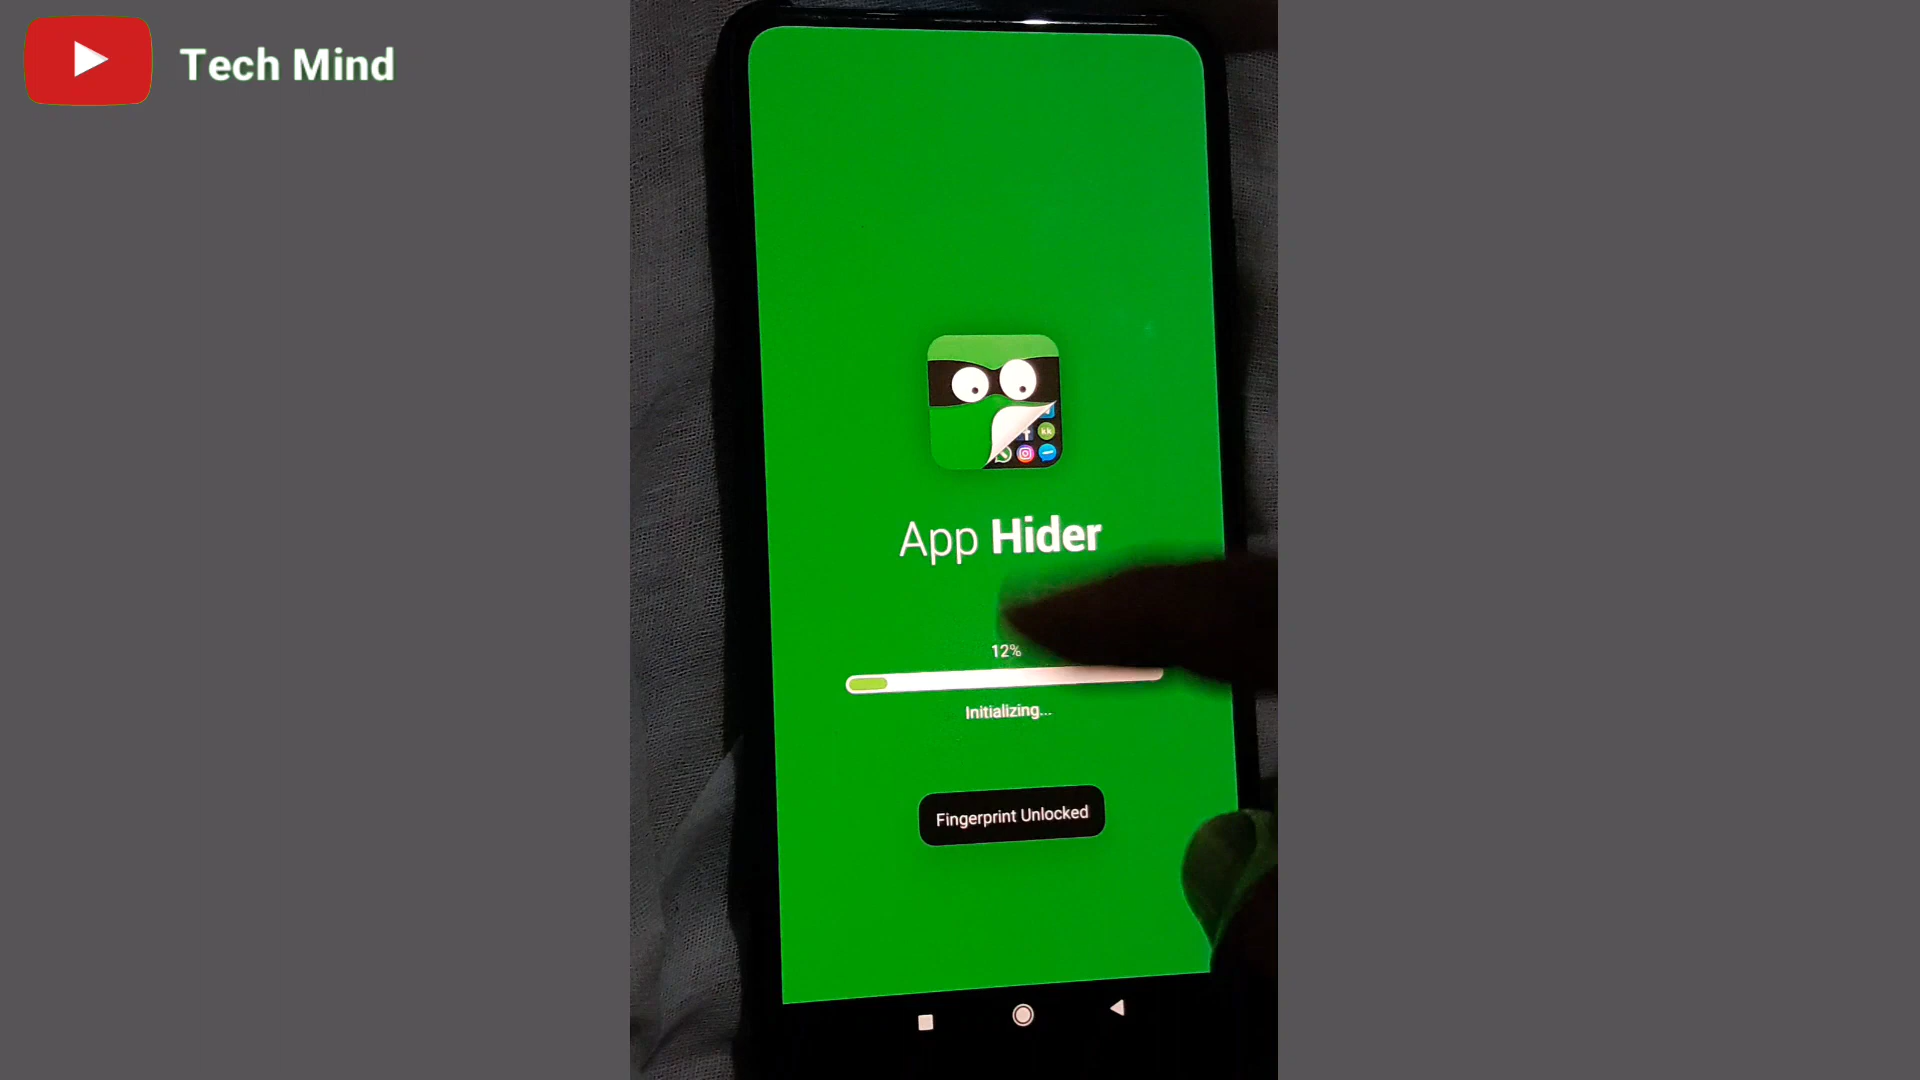 Tech Mind
App Hider
12%
Initializing...
Fingerprint Unlocked